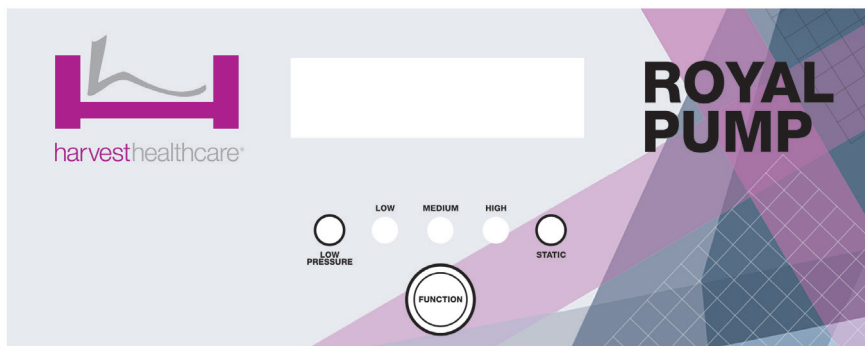 ROYAL
PUMP
harvesthealthcare®
LOW
MEDIUM
HIGH
LOW
PRESSURE
STATIC
FUNCTION